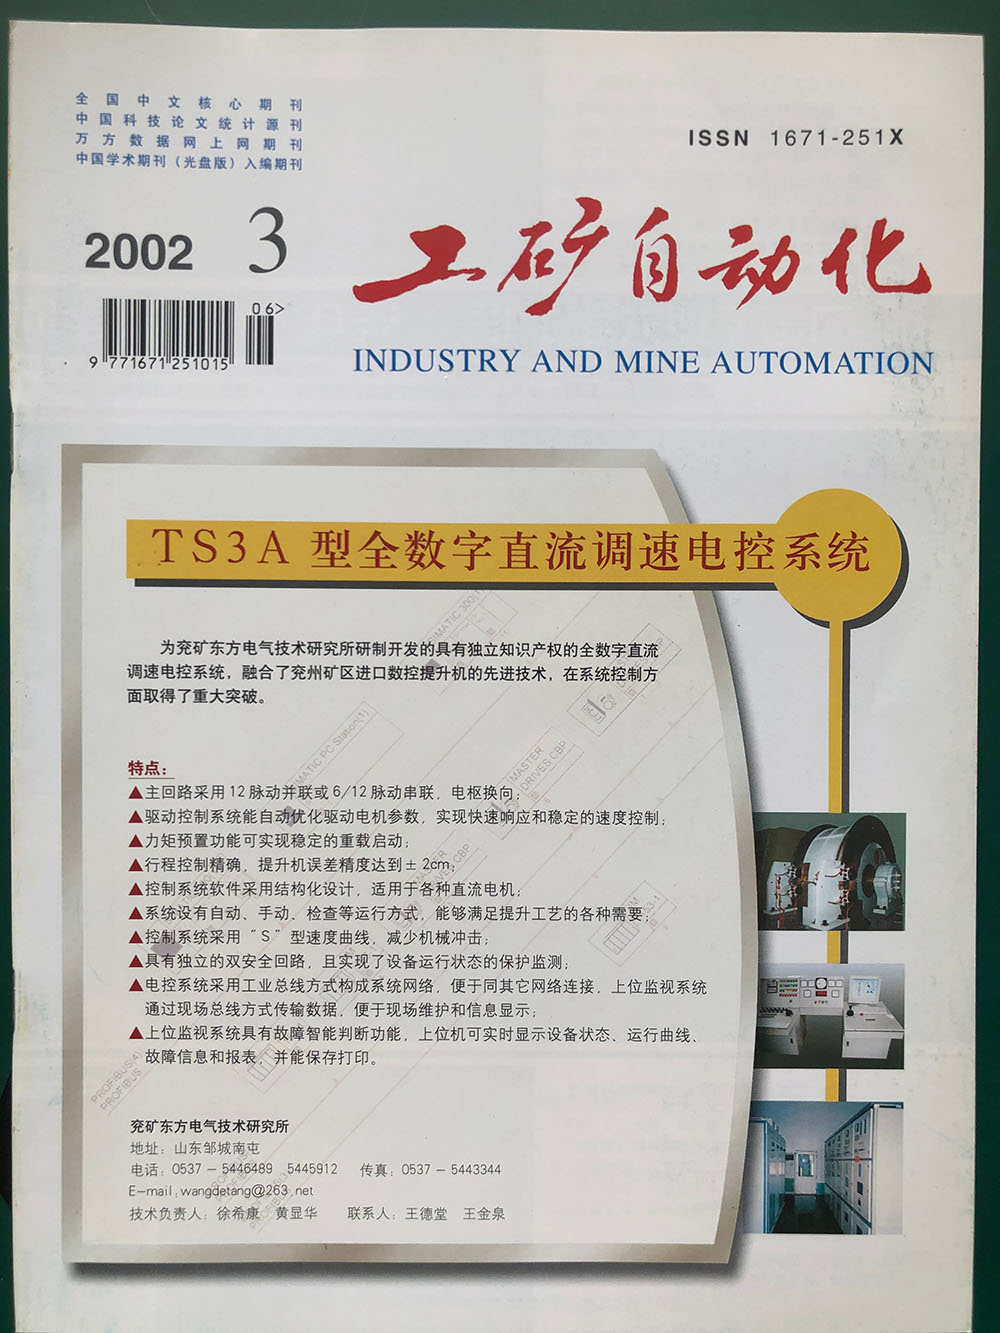 全国中文核心期刊
中国科技论文统计源刊
万方数据网上网期刊
中国学术期刊（光盘版）入编期刊
ISSN 1671-251X
2002 3
工矿自动化
06>
9 771671 251015
INDUSTRY AND MINE AUTOMATION
TS3A 型全数字直流调速电控系统
为兖矿东方电气技术研究所研制开发的具有独立知识产权的全数字直流
调速电控系统，融合了兖州矿区进口数控提升机的先进技术，在系统控制方
面取得了重大突破。
特点：
▲主回路采用 12 脉动并联或 6/12 脉动串联，电枢换向；
▲驱动控制系统能自动优化驱动电机参数，实现快速响应和稳定的速度控制；
▲力矩预置功能可实现稳定的重载启动；
▲行程控制精确，提升机误差精度达到± 2cm；
▲控制系统软件采用结构化设计，适用于各种直流电机；
▲系统设有自动、手动、检查等运行方式，能够满足提升工艺的各种需要；
▲控制系统采用“S”型速度曲线，减少机械冲击；
▲具有独立的双安全回路，且实现了设备运行状态的保护监测；
▲电控系统采用工业总线方式构成系统网络，便于同其它网络连接，上位监视系统
通过现场总线方式传输数据，便于现场维护和信息显示；
▲上位监视系统具有故障智能判断功能，上位机可实时显示设备状态、运行曲线、
故障信息和报表，并能保存打印。
SIMATIC PC Station(1)
MASTER
DRIVES CBP
MASTER
DRIVES CBP
PROFIBUS(4)
PROFIBUS
兖矿东方电气技术研究所
地址：山东邹城南屯
电话：0537 － 5446489 5445912 传真：0537 － 5443344
E-mail:wangdetang@263.net
技术负责人：徐希康 黄显华 联系人：王德堂 王金泉